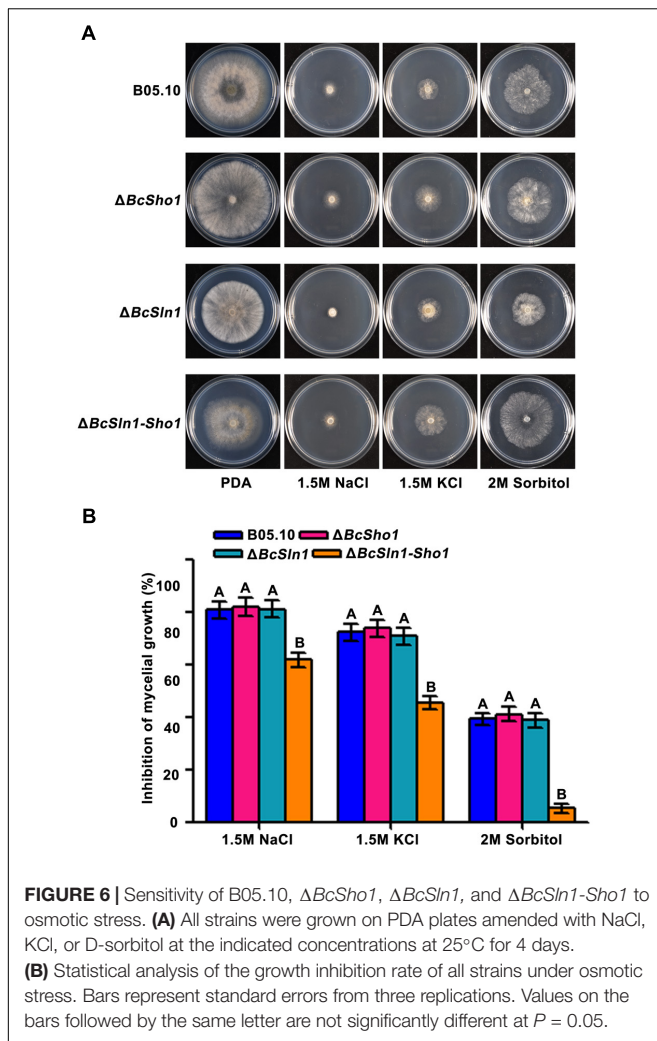 A
B05.10
ΔBcSho1
ΔBcSln1
ΔBcSln1-Sho1
PDA 1.5M NaCl 1.5M KCl 2M Sorbitol
B
B05.10 ΔBcSho1
ΔBcSln1 ΔBcSln1-Sho1
Inhibition of mycelial growth (%)
100
80
60
40
20
0
A A A B
A A A B
A A A B
1.5M NaCl 1.5M KCl 2M Sorbitol
FIGURE 6 | Sensitivity of B05.10, ΔBcSho1, ΔBcSln1, and ΔBcSln1-Sho1 to
osmotic stress. (A) All strains were grown on PDA plates amended with NaCl,
KCl, or D-sorbitol at the indicated concentrations at 25°C for 4 days.
(B) Statistical analysis of the growth inhibition rate of all strains under osmotic
stress. Bars represent standard errors from three replications. Values on the
bars followed by the same letter are not significantly different at P = 0.05.